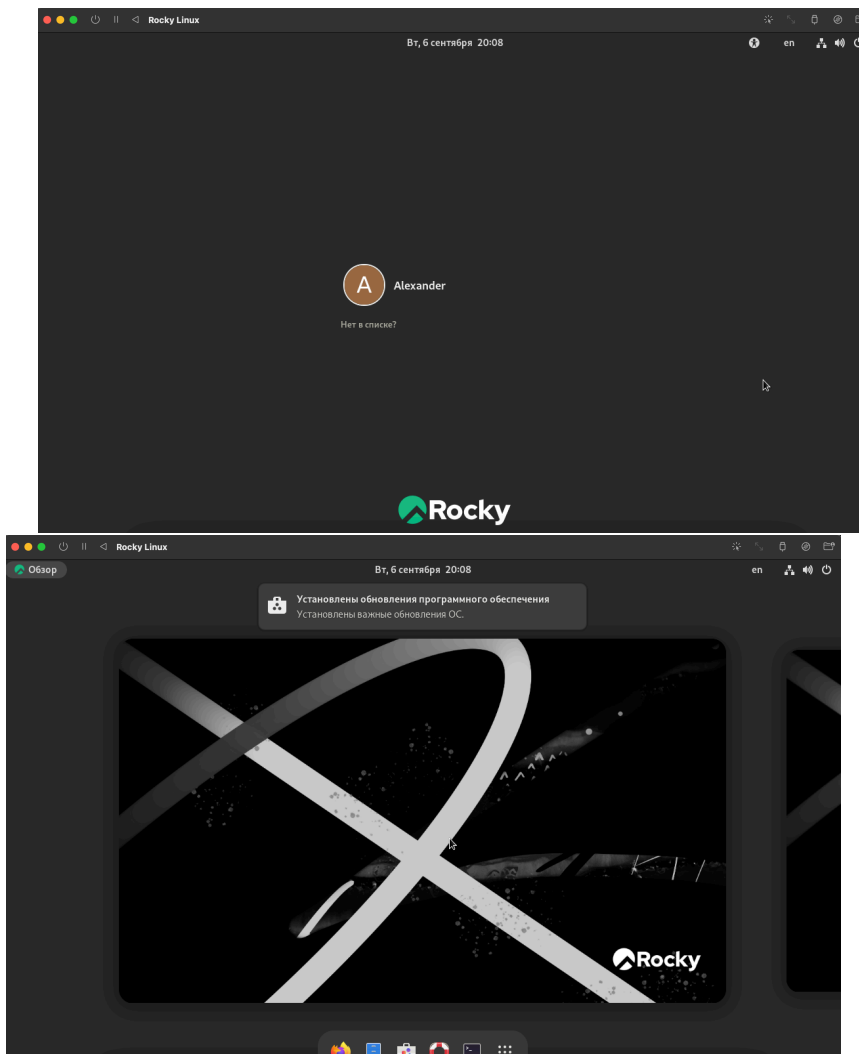 Rocky Linux
Вт, 6 сентября 20:08
en
A
Alexander
Нет в списке?
Rocky
Rocky Linux
Обзор
Вт, 6 сентября 20:08
en
Установлены обновления программного обеспечения
Установлены важные обновления ОС.
Rocky